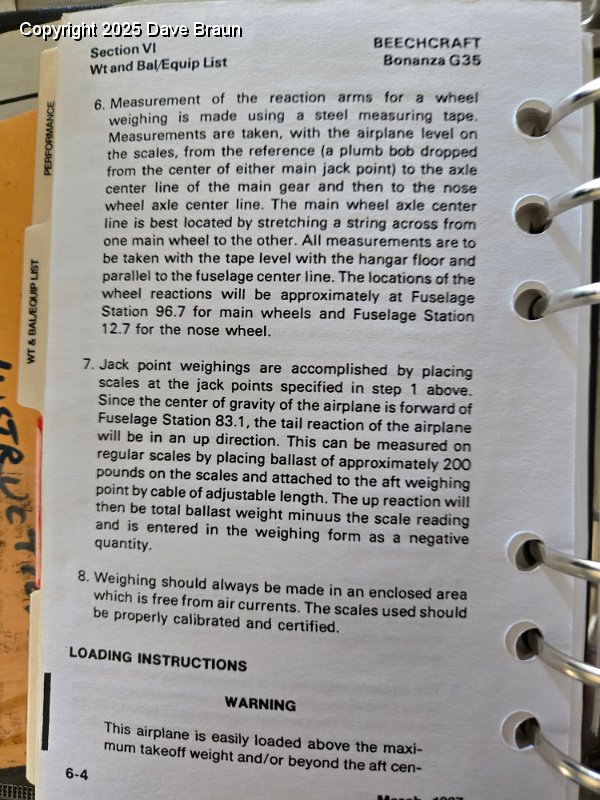 Copyright 2025 Dave Braun
Section VI
Wt and Bal/Equip List
BEECHCRAFT
Bonanza G35
PERFORMANCE
WT & BAL/EQUIP LIST
6. Measurement of the reaction arms for a wheel
weighing is made using a steel measuring tape.
Measurements are taken, with the airplane level on
the scales, from the reference (a plumb bob dropped
from the center of either main jack point) to the axle
center line of the main gear and then to the nose
wheel axle center line. The main wheel axle center
line is best located by stretching a string across from
one main wheel to the other. All measurements are to
be taken with the tape level with the hangar floor and
parallel to the fuselage center line. The locations of the
wheel reactions will be approximately at Fuselage
Station 96.7 for main wheels and Fuselage Station
12.7 for the nose wheel.
7. Jack point weighings are accomplished by placing
scales at the jack points specified in step 1 above.
Since the center of gravity of the airplane is forward of
Fuselage Station 83.1, the tail reaction of the airplane
will be in an up direction. This can be measured on
regular scales by placing ballast of approximately 200
pounds on the scales and attached to the aft weighing
point by cable of adjustable length. The up reaction will
then be total ballast weight minuus the scale reading
and is entered in the weighing form as a negative
quantity.
8. Weighing should always be made in an enclosed area
which is free from air currents. The scales used should
be properly calibrated and certified.
LOADING INSTRUCTIONS
WARNING
This airplane is easily loaded above the maxi-
mum takeoff weight and/or beyond the aft cen-
6-4